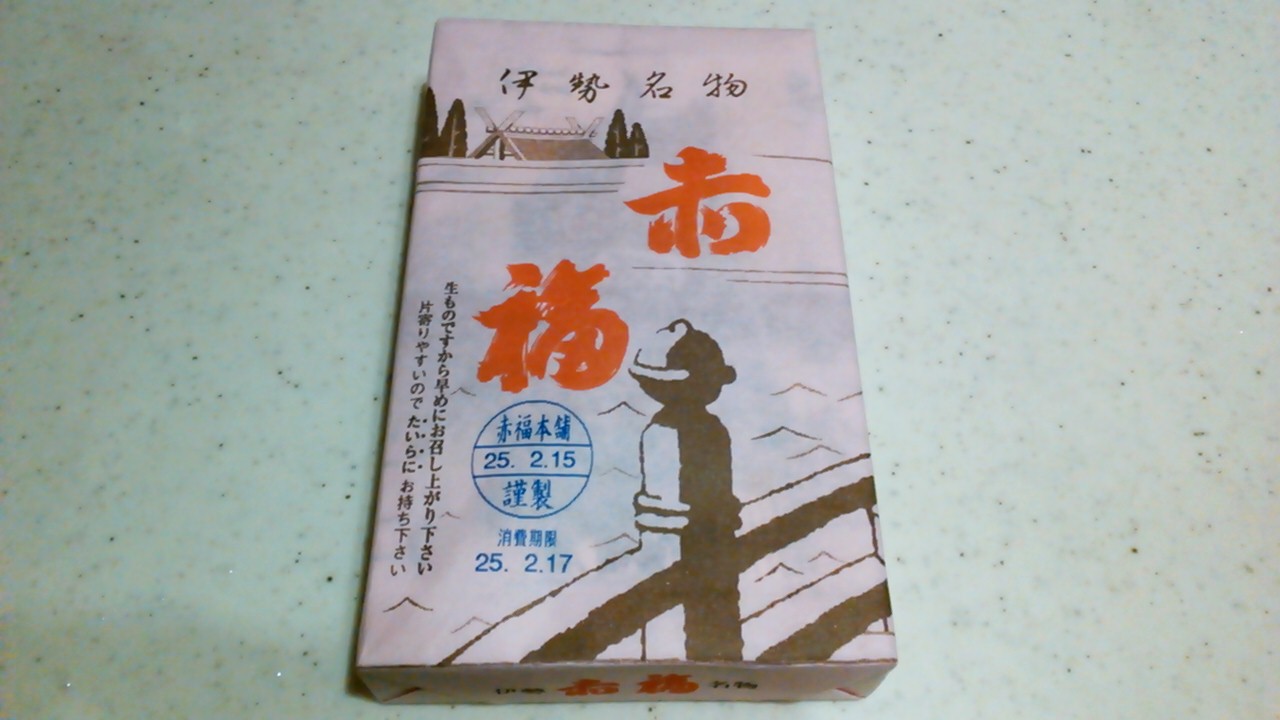 伊勢名物
赤福
生ものですから早めにお召し上がり下さい
片寄りやすいので たいらに お持ち下さい
赤福本舗
25. 2.15
謹製
消費期限
25. 2.17
伊勢 赤福 名物